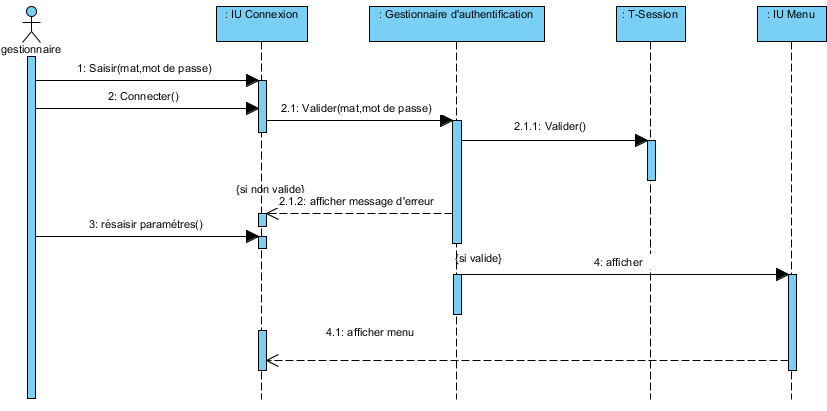 : IU Connexion
: Gestionnaire d'authentification
: T-Session
: IU Menu
gestionnaire
1: Saisir(mat,mot de passe)
2: Connecter()
2.1: Valider(mat,mot de passe)
2.1.1: Valider()
{si non valide}
2.1.2: afficher message d'erreur
3: résaisir paramétres()
{si valide}
4: afficher
4.1: afficher menu